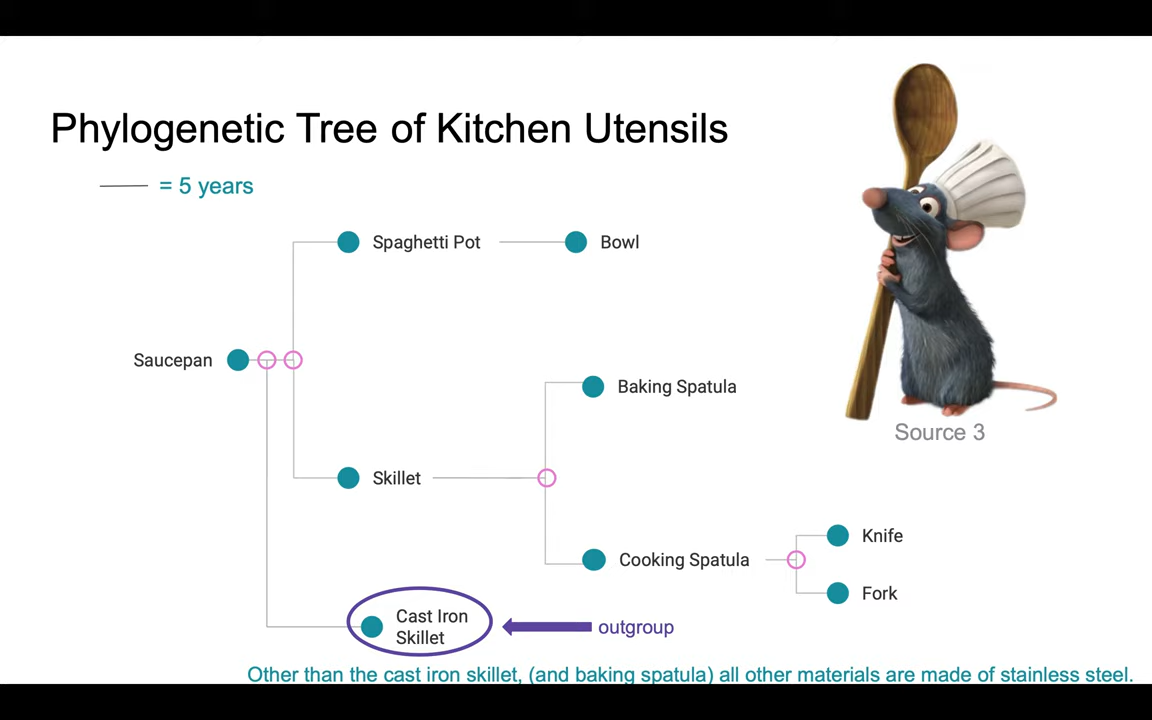 Phylogenetic Tree of Kitchen Utensils
= 5 years
Spaghetti Pot
Bowl
Saucepan
Baking Spatula
Source 3
Skillet
Knife
Cooking Spatula
Fork
Cast Iron
Skillet
outgroup
Other than the cast iron skillet, (and baking spatula) all other materials are made of stainless steel.